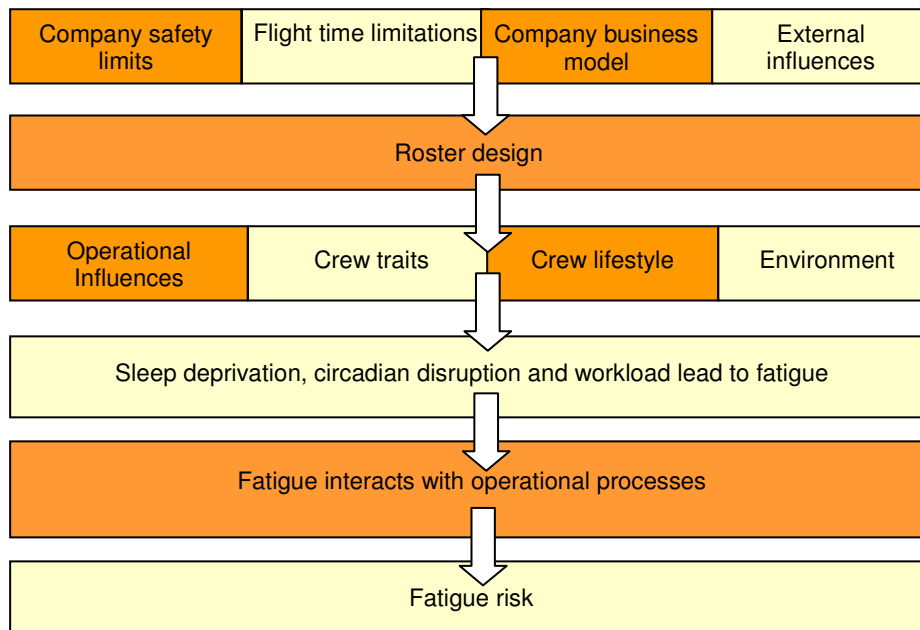 Company safety
limits
Flight time limitations
Company business
model
External
influences
Roster design
Operational
Influences
Crew traits
Crew lifestyle
Environment
Sleep deprivation, circadian disruption and workload lead to fatigue
Fatigue interacts with operational processes
Fatigue risk